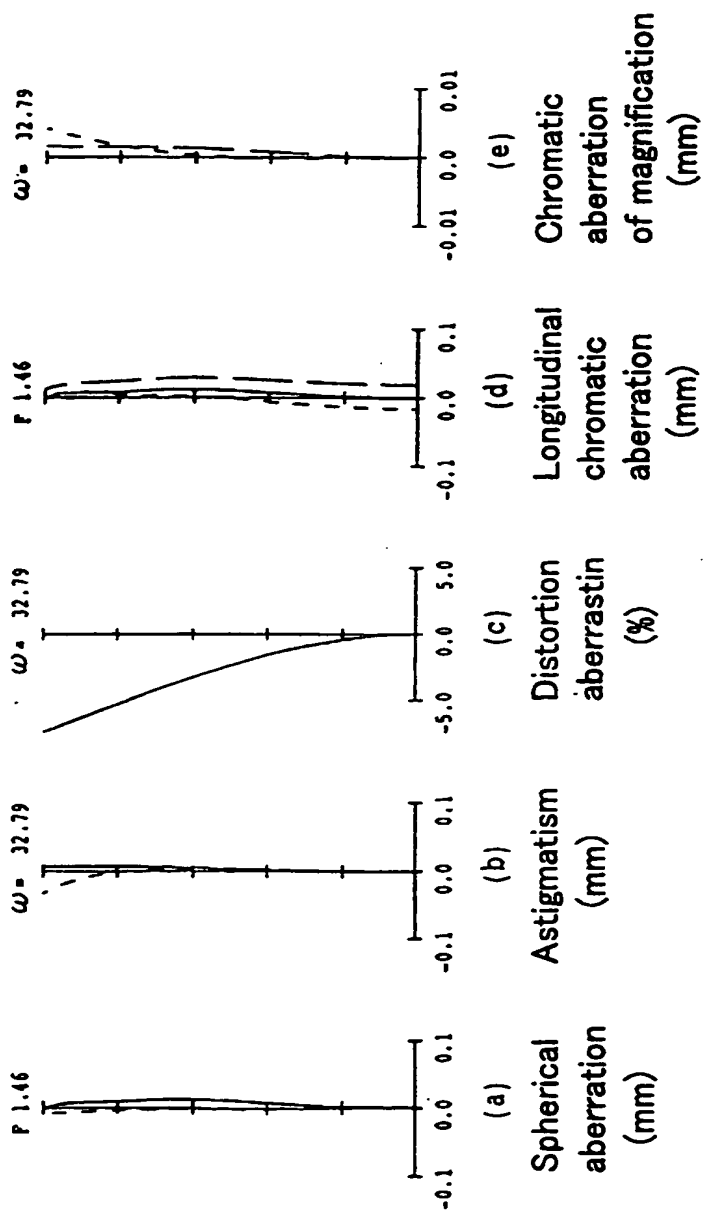 F 1.46
-0.1 0.0 0.1
(a)
Spherical
aberration
(mm)
ω= 32.79
-0.1 0.0 0.1
(b)
Astigmatism
(mm)
ω= 32.79
-5.0 0.0 5.0
(c)
Distortion
aberrastin
(%)
F 1.46
-0.1 0.0 0.1
(d)
Longitudinal
chromatic
aberration
(mm)
ω= 32.79
-0.01 0.0 0.01
(e)
Chromatic
aberration
of magnification
(mm)